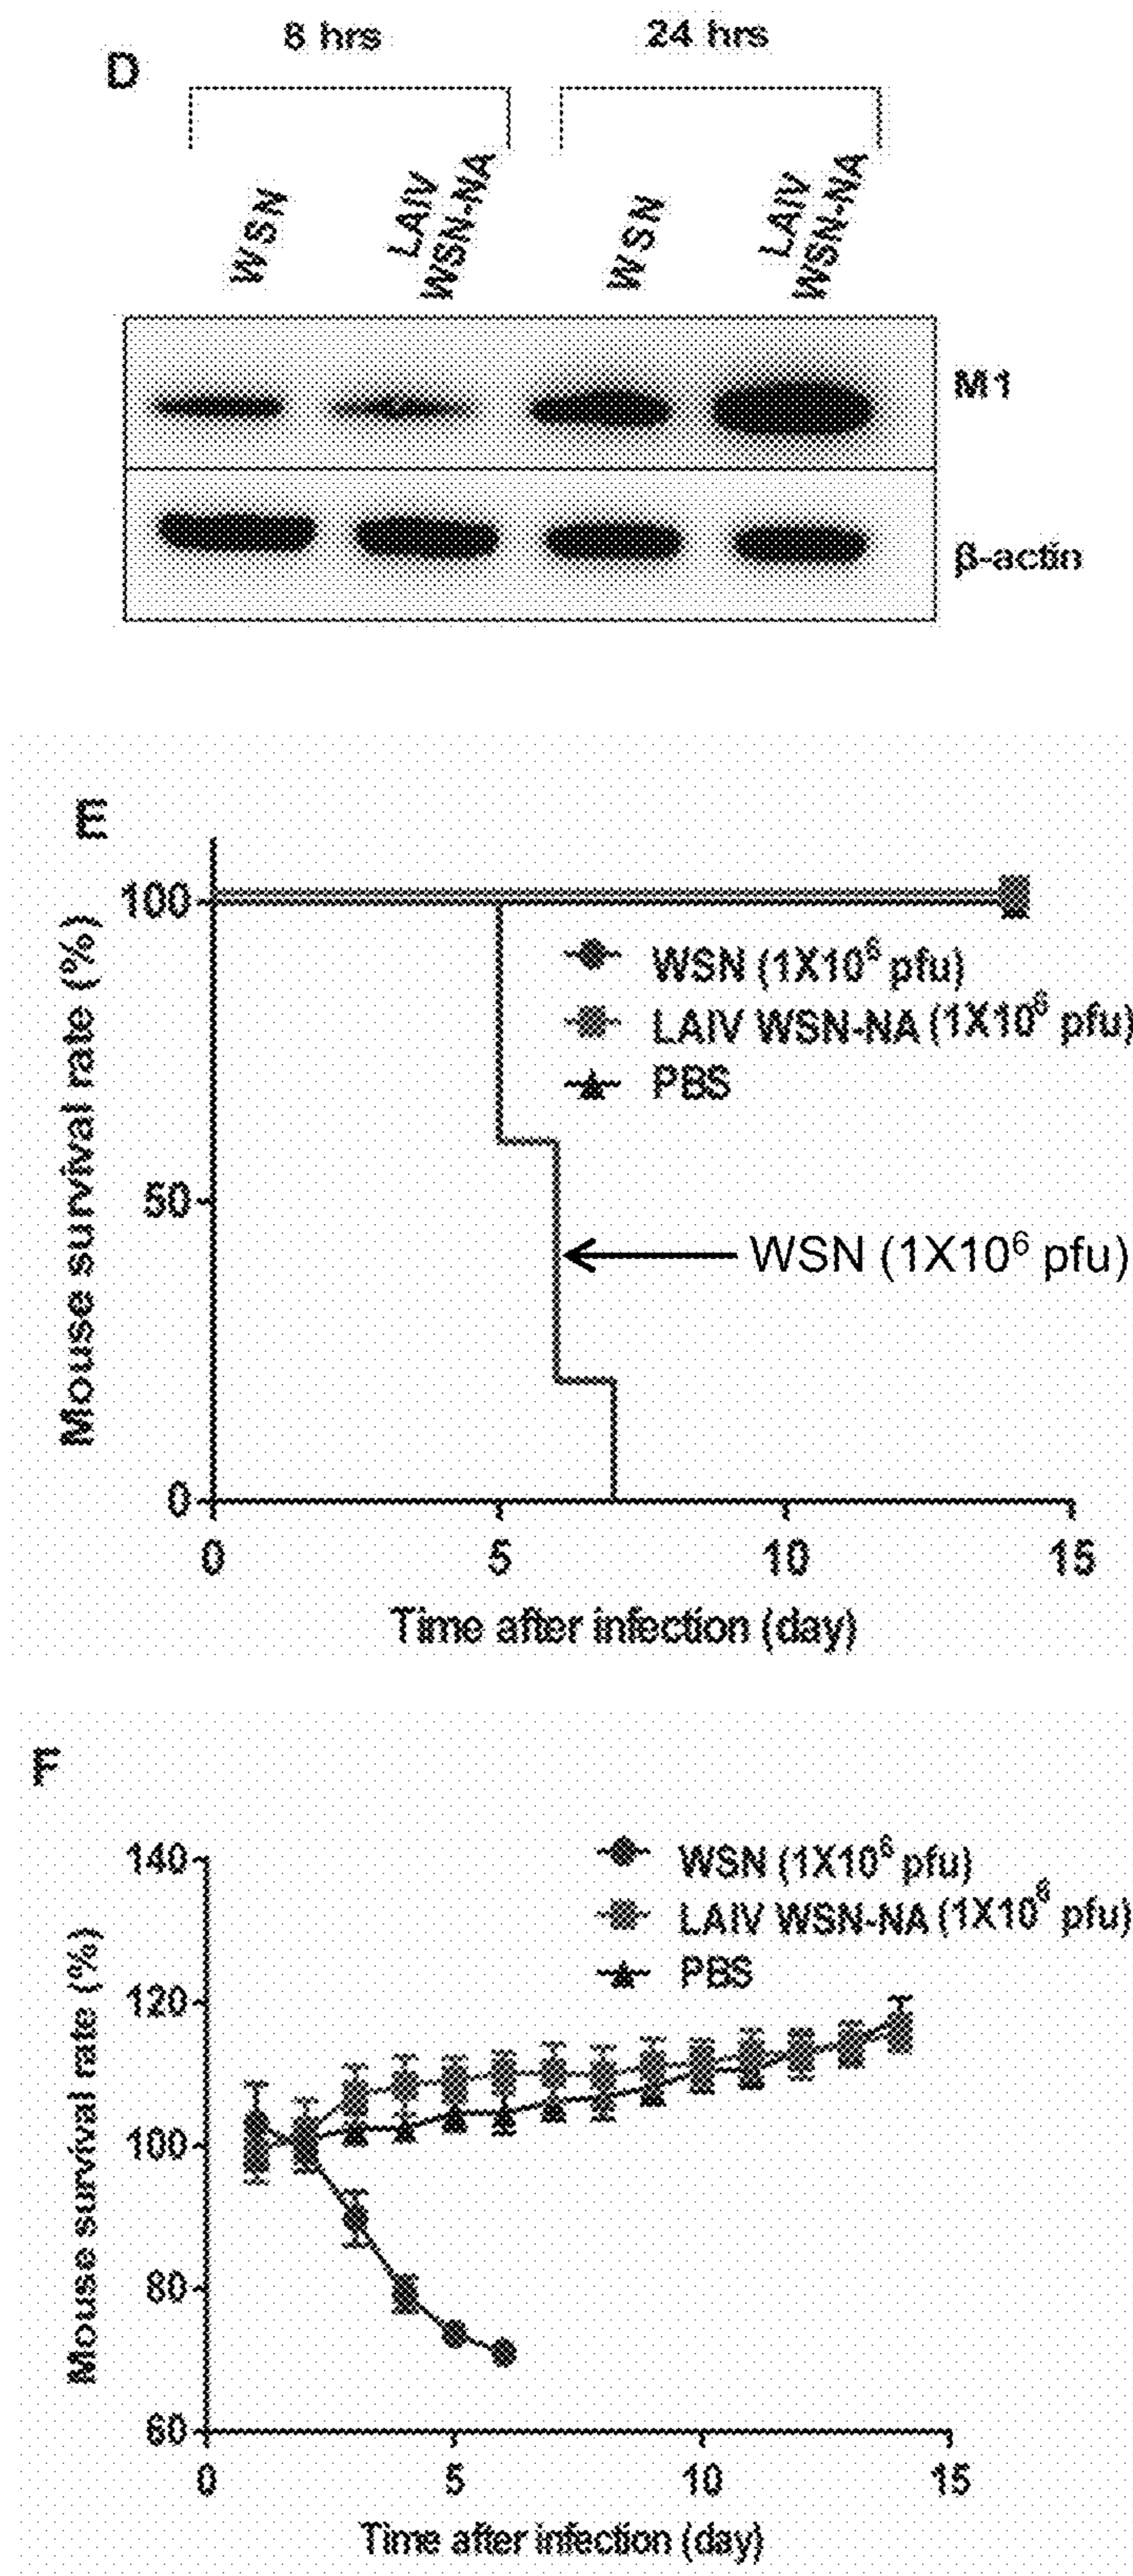 D
8 hrs
24 hrs
WSN
LAIV
WSN-NA
WSN
LAIV
WSN-NA
M1
β-actin
E
Mouse survival rate (%)
100
50
0
WSN (1X10⁶ pfu)
LAIV WSN-NA (1X10⁶ pfu)
PBS
WSN (1X10⁶ pfu)
0
5
10
15
Time after infection (day)
F
Mouse survival rate (%)
140
120
100
80
60
WSN (1X10⁶ pfu)
LAIV WSN-NA (1X10⁶ pfu)
PBS
0
5
10
15
Time after infection (day)